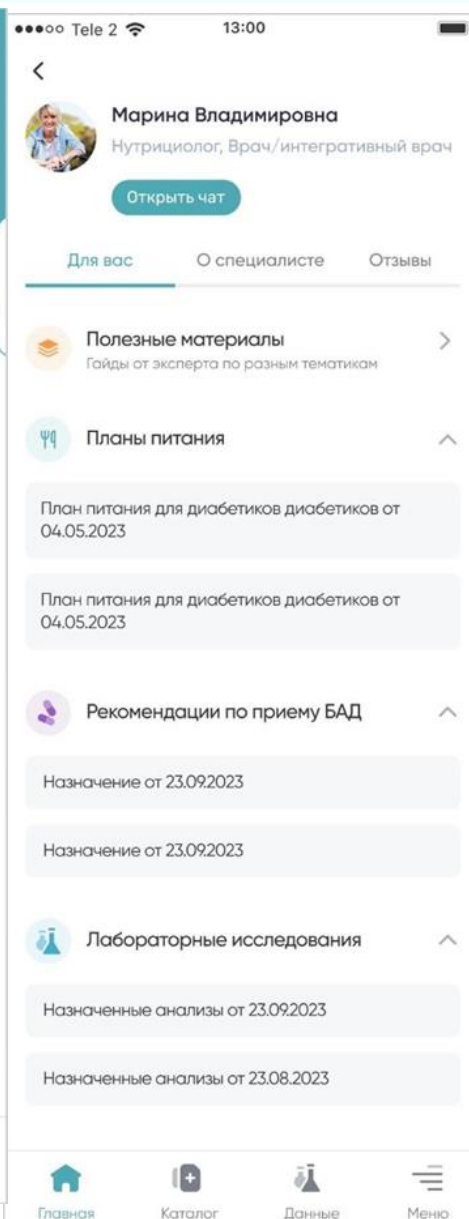 Tele 2 13:00
Марина Владимировна
Нутрициолог, Врач/интегративный врач
Открыть чат
Для вас О специалисте Отзывы
Полезные материалы
Гайды от эксперта по разным тематикам
Планы питания
План питания для диабетиков диабетиков от
04.05.2023
План питания для диабетиков диабетиков от
04.05.2023
Рекомендации по приему БАД
Назначение от 23.09.2023
Назначение от 23.09.2023
Лабораторные исследования
Назначенные анализы от 23.09.2023
Назначенные анализы от 23.08.2023
Главная Каталог Данные Меню